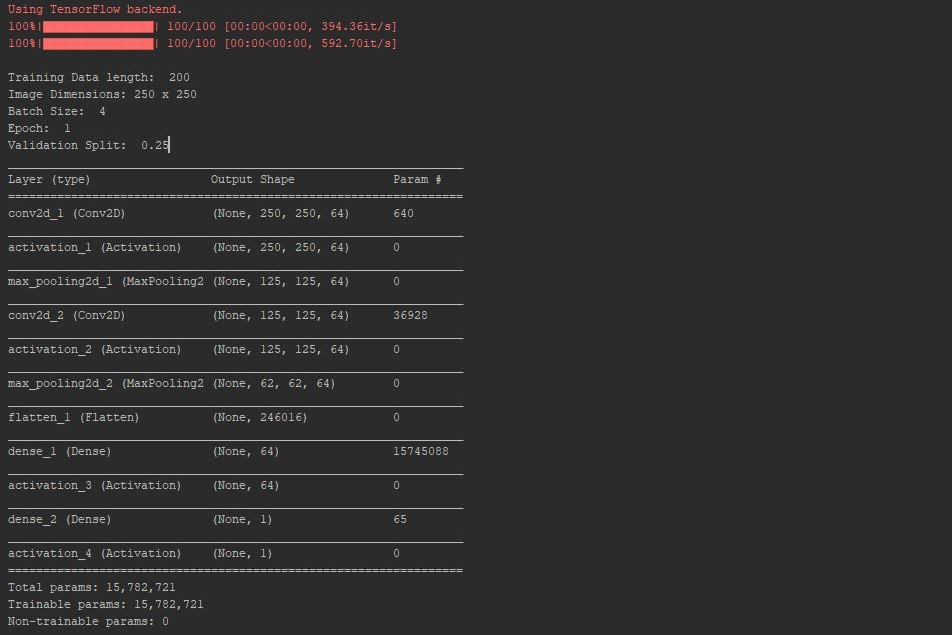 Using TensorFlow backend.
100%|████████████████| 100/100 [00:00<00:00, 394.36it/s]
100%|████████████████| 100/100 [00:00<00:00, 592.70it/s]
Training Data length:  200
Image Dimensions: 250 x 250
Batch Size:  4
Epoch:  1
Validation Split:  0.25
Layer (type)                 Output Shape              Param #
conv2d_1 (Conv2D)            (None, 250, 250, 64)      640
activation_1 (Activation)    (None, 250, 250, 64)      0
max_pooling2d_1 (MaxPooling2 (None, 125, 125, 64)      0
conv2d_2 (Conv2D)            (None, 125, 125, 64)      36928
activation_2 (Activation)    (None, 125, 125, 64)      0
max_pooling2d_2 (MaxPooling2 (None, 62, 62, 64)        0
flatten_1 (Flatten)          (None, 246016)            0
dense_1 (Dense)              (None, 64)                15745088
activation_3 (Activation)    (None, 64)                0
dense_2 (Dense)              (None, 1)                 65
activation_4 (Activation)    (None, 1)                 0
Total params: 15,782,721
Trainable params: 15,782,721
Non-trainable params: 0